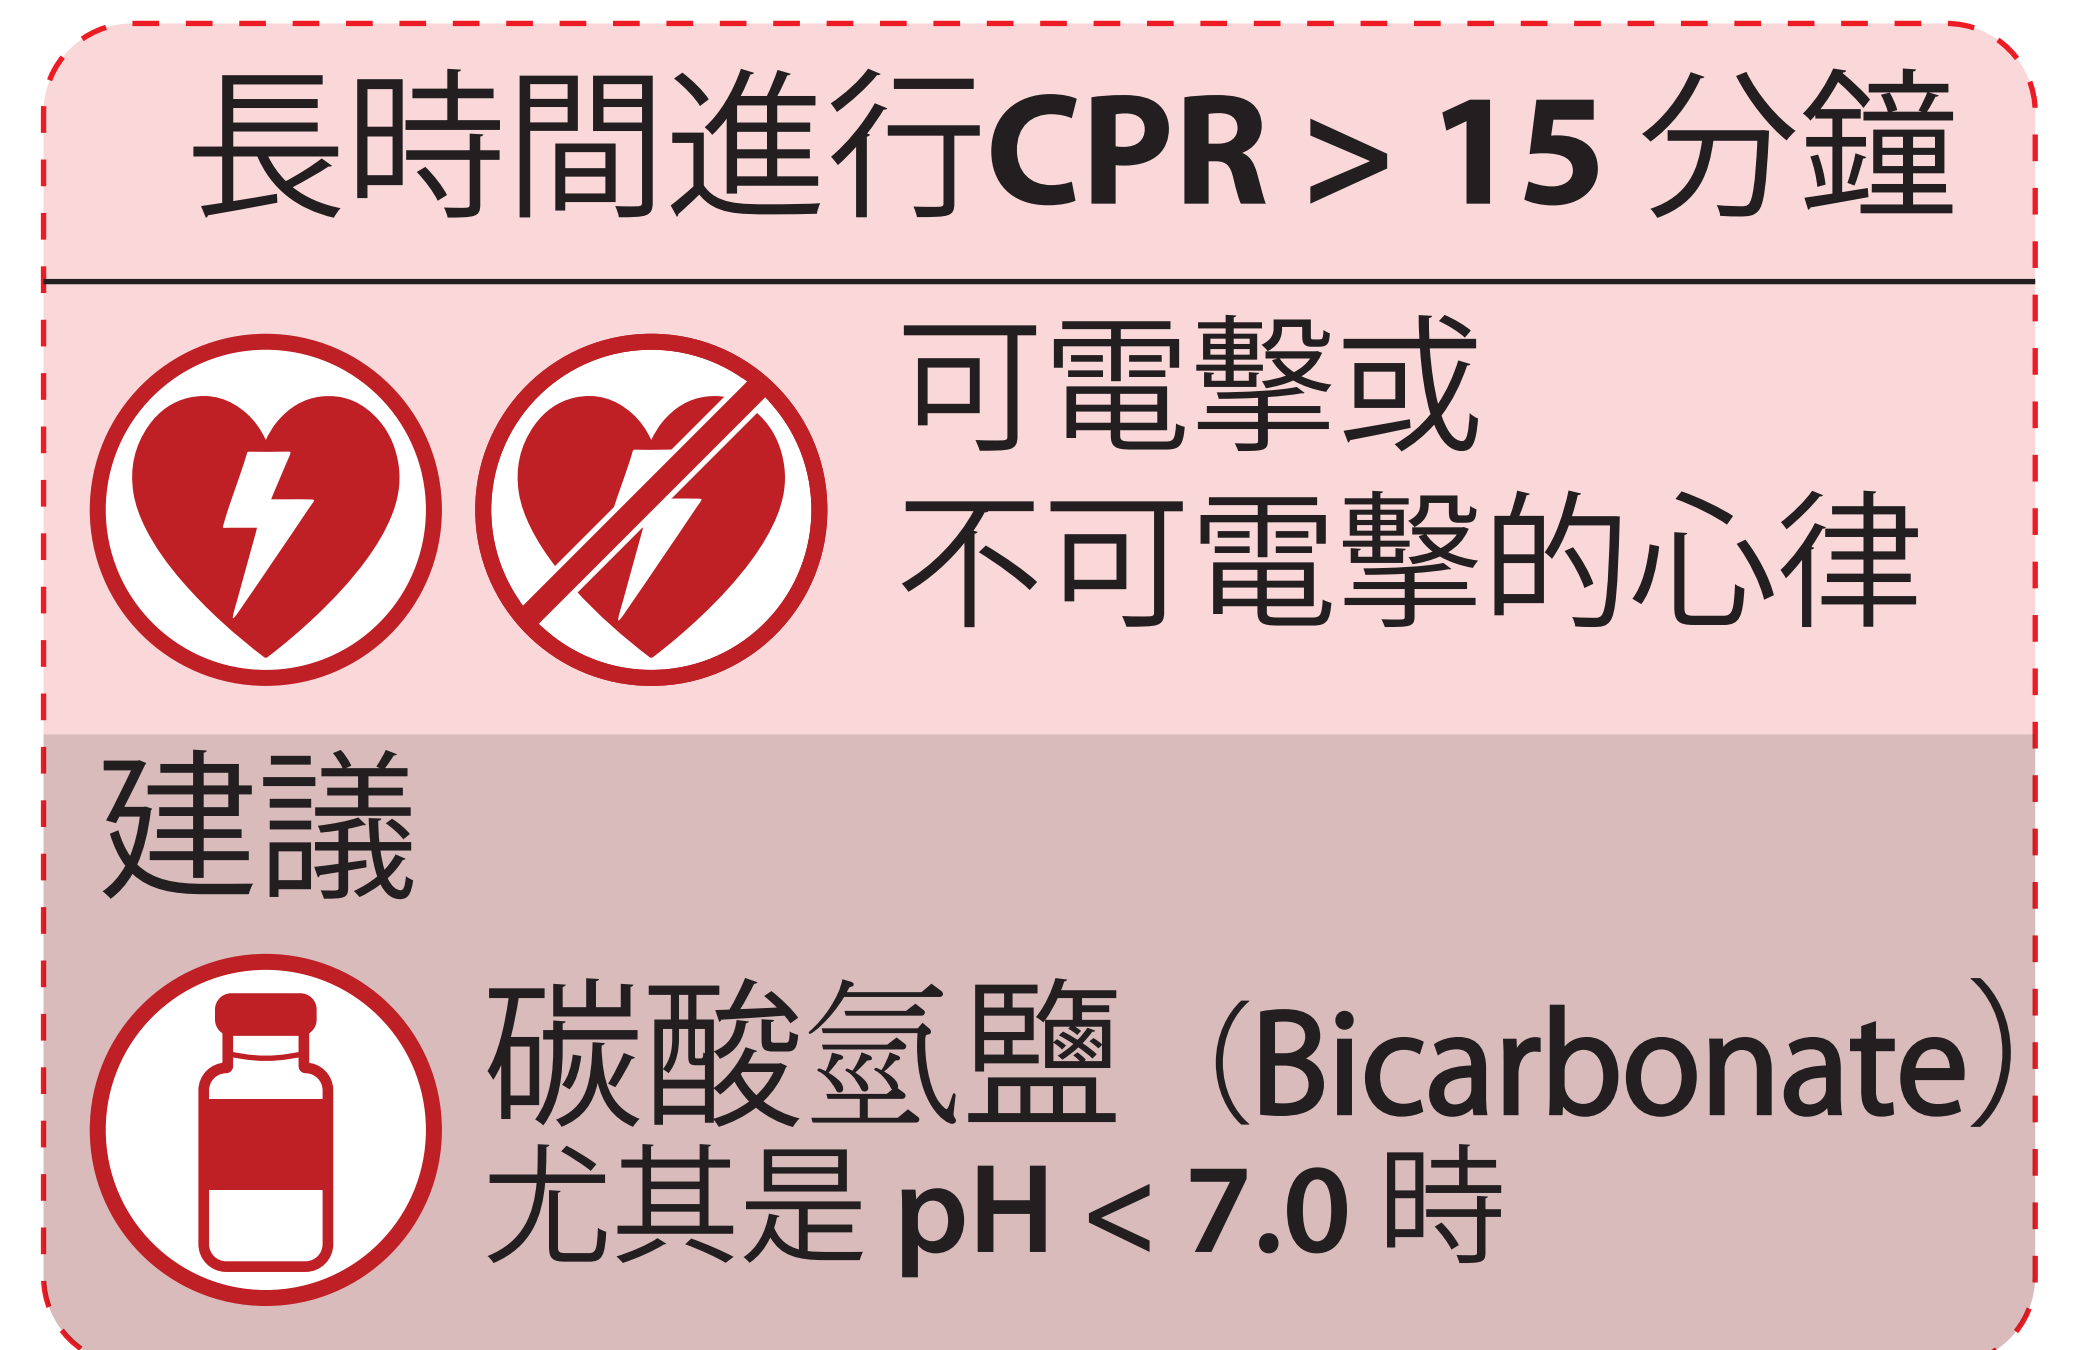 長時間進行CPR > 15 分鐘
可電擊或
不可電擊的心律
建議
碳酸氫鹽（Bicarbonate）
尤其是 pH < 7.0 時